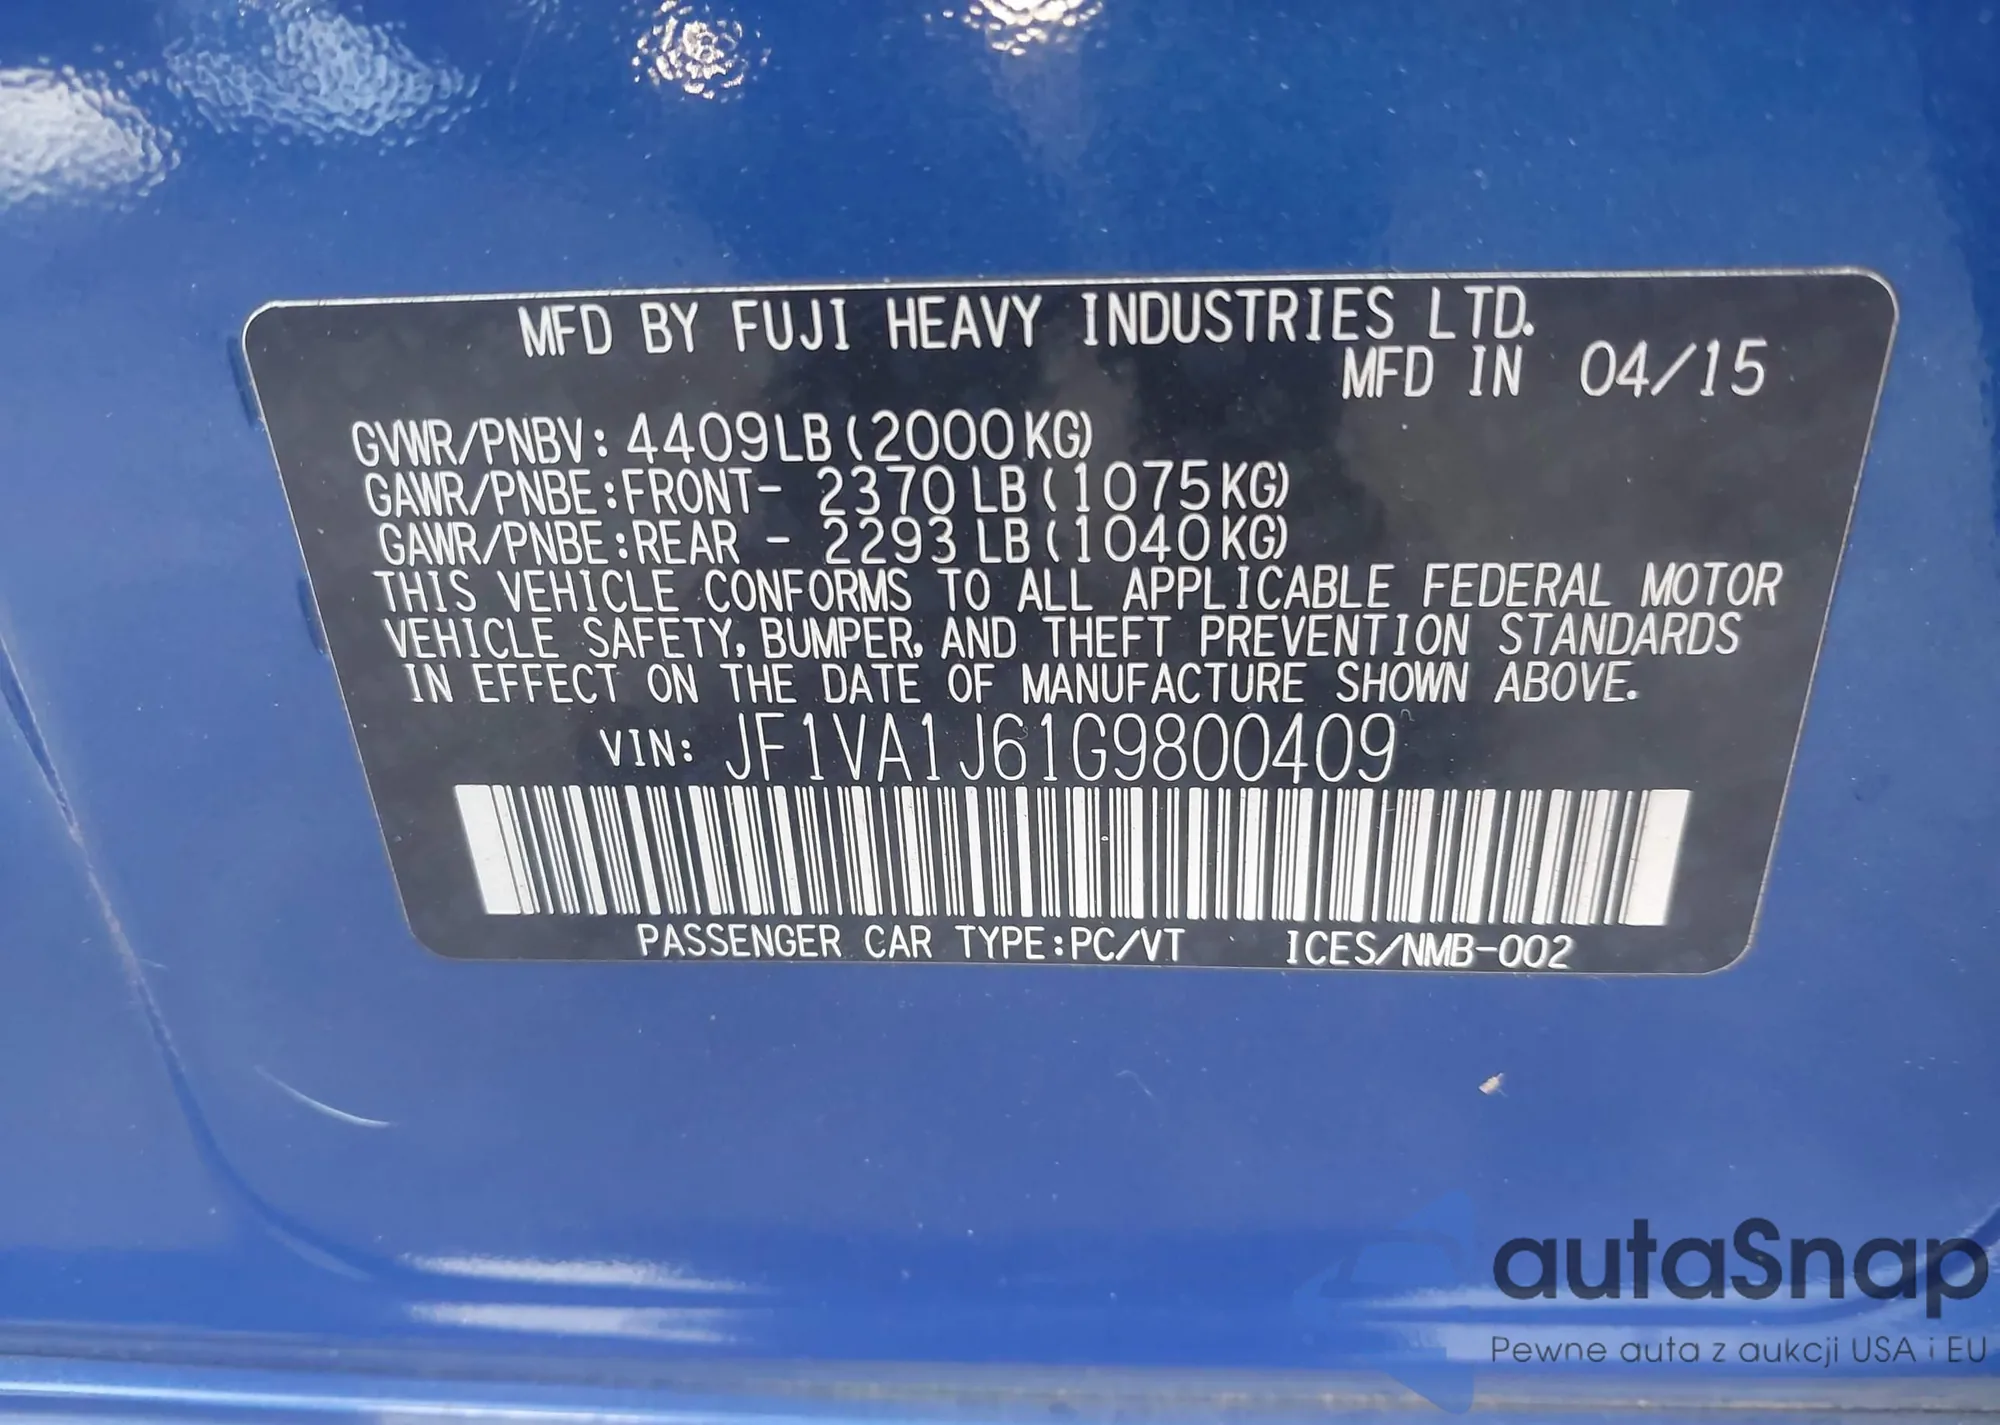 MFD BY FUJI HEAVY INDUSTRIES LTD.
MFD IN 04/15
GVWR/PNBV: 4409LB(2000KG)
GAWR/PNBE:FRONT- 2370LB(1075KG)
GAWR/PNBE:REAR - 2293LB(1040KG)
THIS VEHICLE CONFORMS TO ALL APPLICABLE FEDERAL MOTOR
VEHICLE SAFETY, BUMPER, AND THEFT PREVENTION STANDARDS
IN EFFECT ON THE DATE OF MANUFACTURE SHOWN ABOVE.
VIN: JF1VA1J61G9800409
PASSENGER CAR TYPE:PC/VT ICES/NMB-002
autaSnap
Pewne auta z aukcji USA i EU